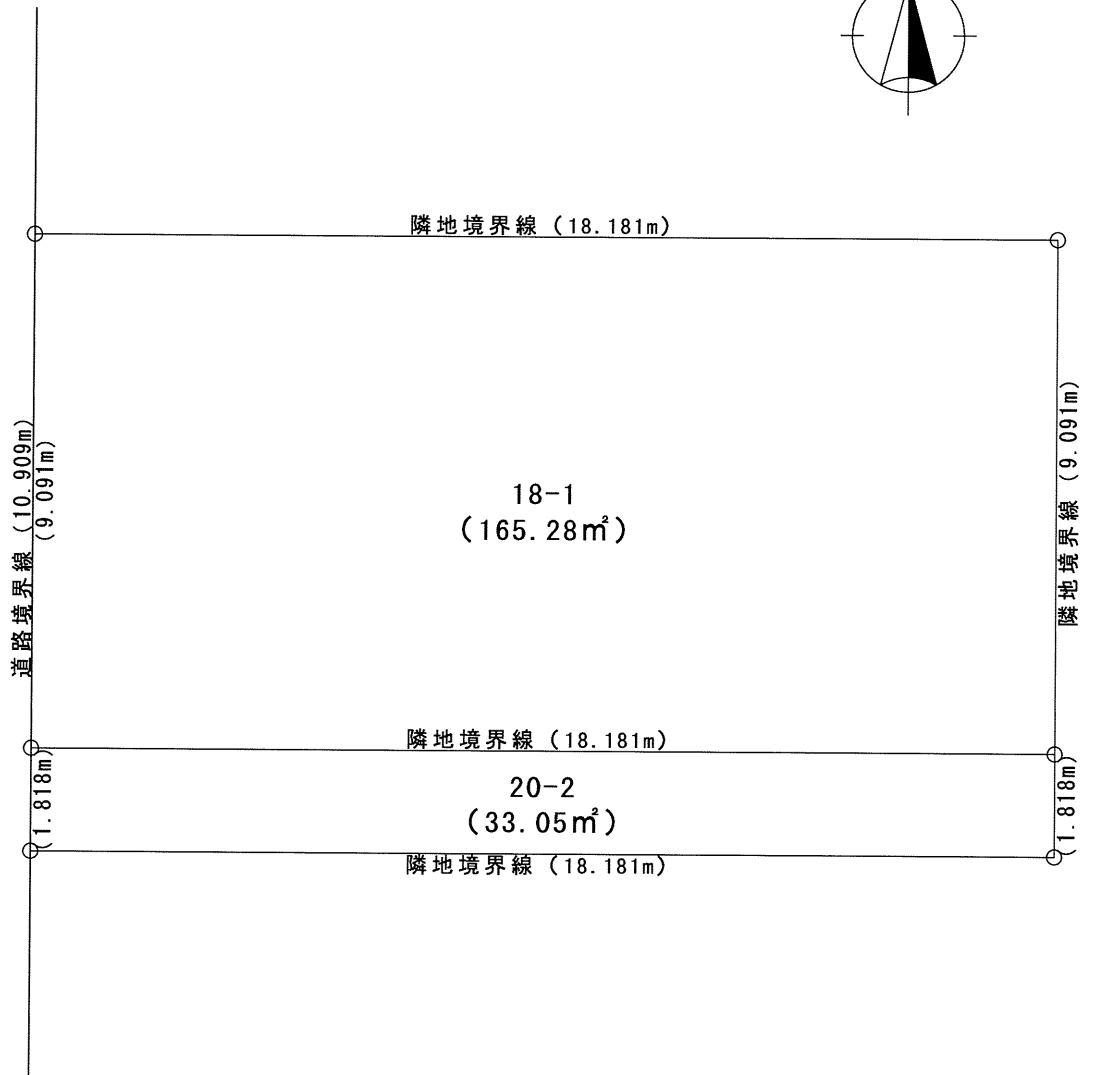 隣地境界線（18.181m）
道路境界線（10.909m）
（9.091m）
隣地境界線（9.091m）
18-1
（165.28㎡）
隣地境界線（18.181m）
（1.818m）
20-2
（33.05㎡）
（1.818m）
隣地境界線（18.181m）